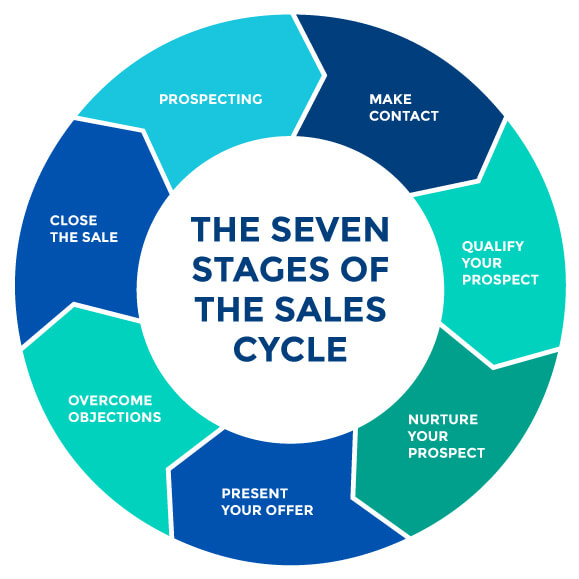 PROSPECTING
MAKE
CONTACT
QUALIFY
YOUR
PROSPECT
NURTURE
YOUR
PROSPECT
PRESENT
YOUR OFFER
OVERCOME
OBJECTIONS
CLOSE
THE SALE
THE SEVEN
STAGES OF
THE SALES
CYCLE